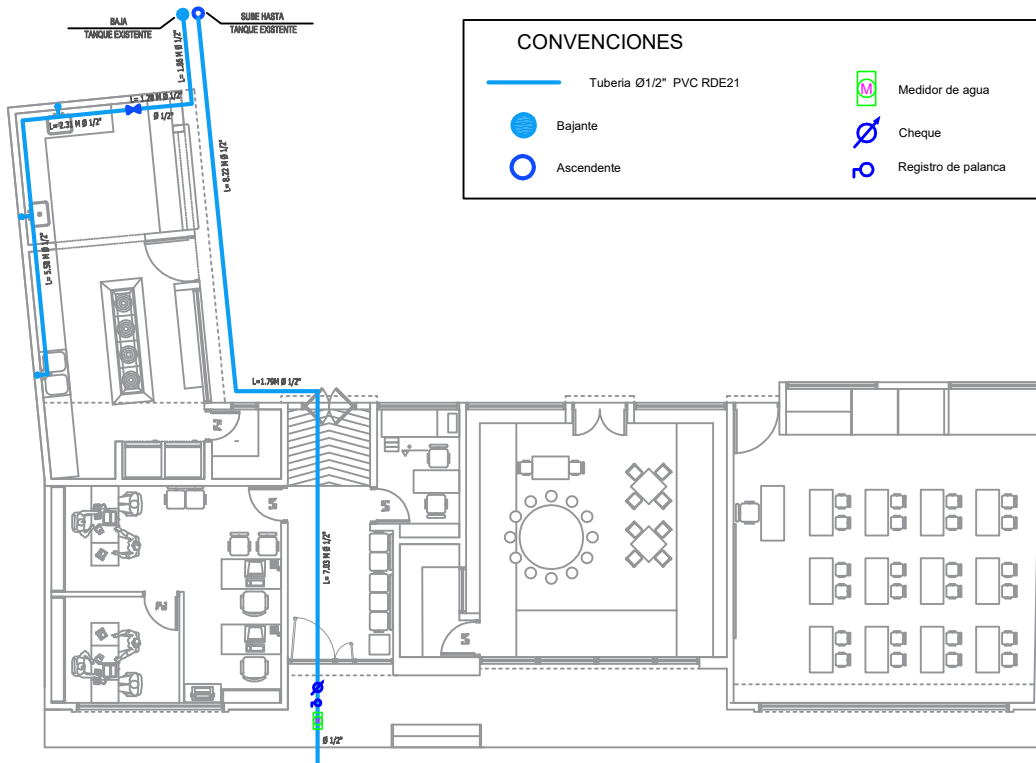 BAJA
TANQUE EXISTENTE
SUBE HASTA
TANQUE EXISTENTE
CONVENCIONES
Tuberia Ø1/2" PVC RDE21
Bajante
Ascendente
M
Medidor de agua
Cheque
Registro de palanca
L= 1.86 M Ø 1/2"
L= 1.28 M Ø 1/2"
Ø 1/2"
L= 2.31 M Ø 1/2"
L= 8.22 M Ø 1/2"
L= 5.58 M Ø 1/2"
L=1.79M Ø 1/2"
L= 7.03 M Ø 1/2"
Ø 1/2"